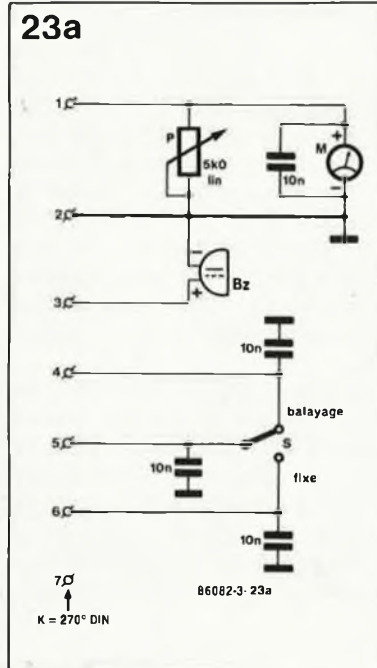 23a
1
P
5k0
lin
10n
+
M
−
2
−
Bz
+
3
10n
4
balayage
5
S
10n
fixe
6
10n
7
86082-3-23a
K = 270° DIN